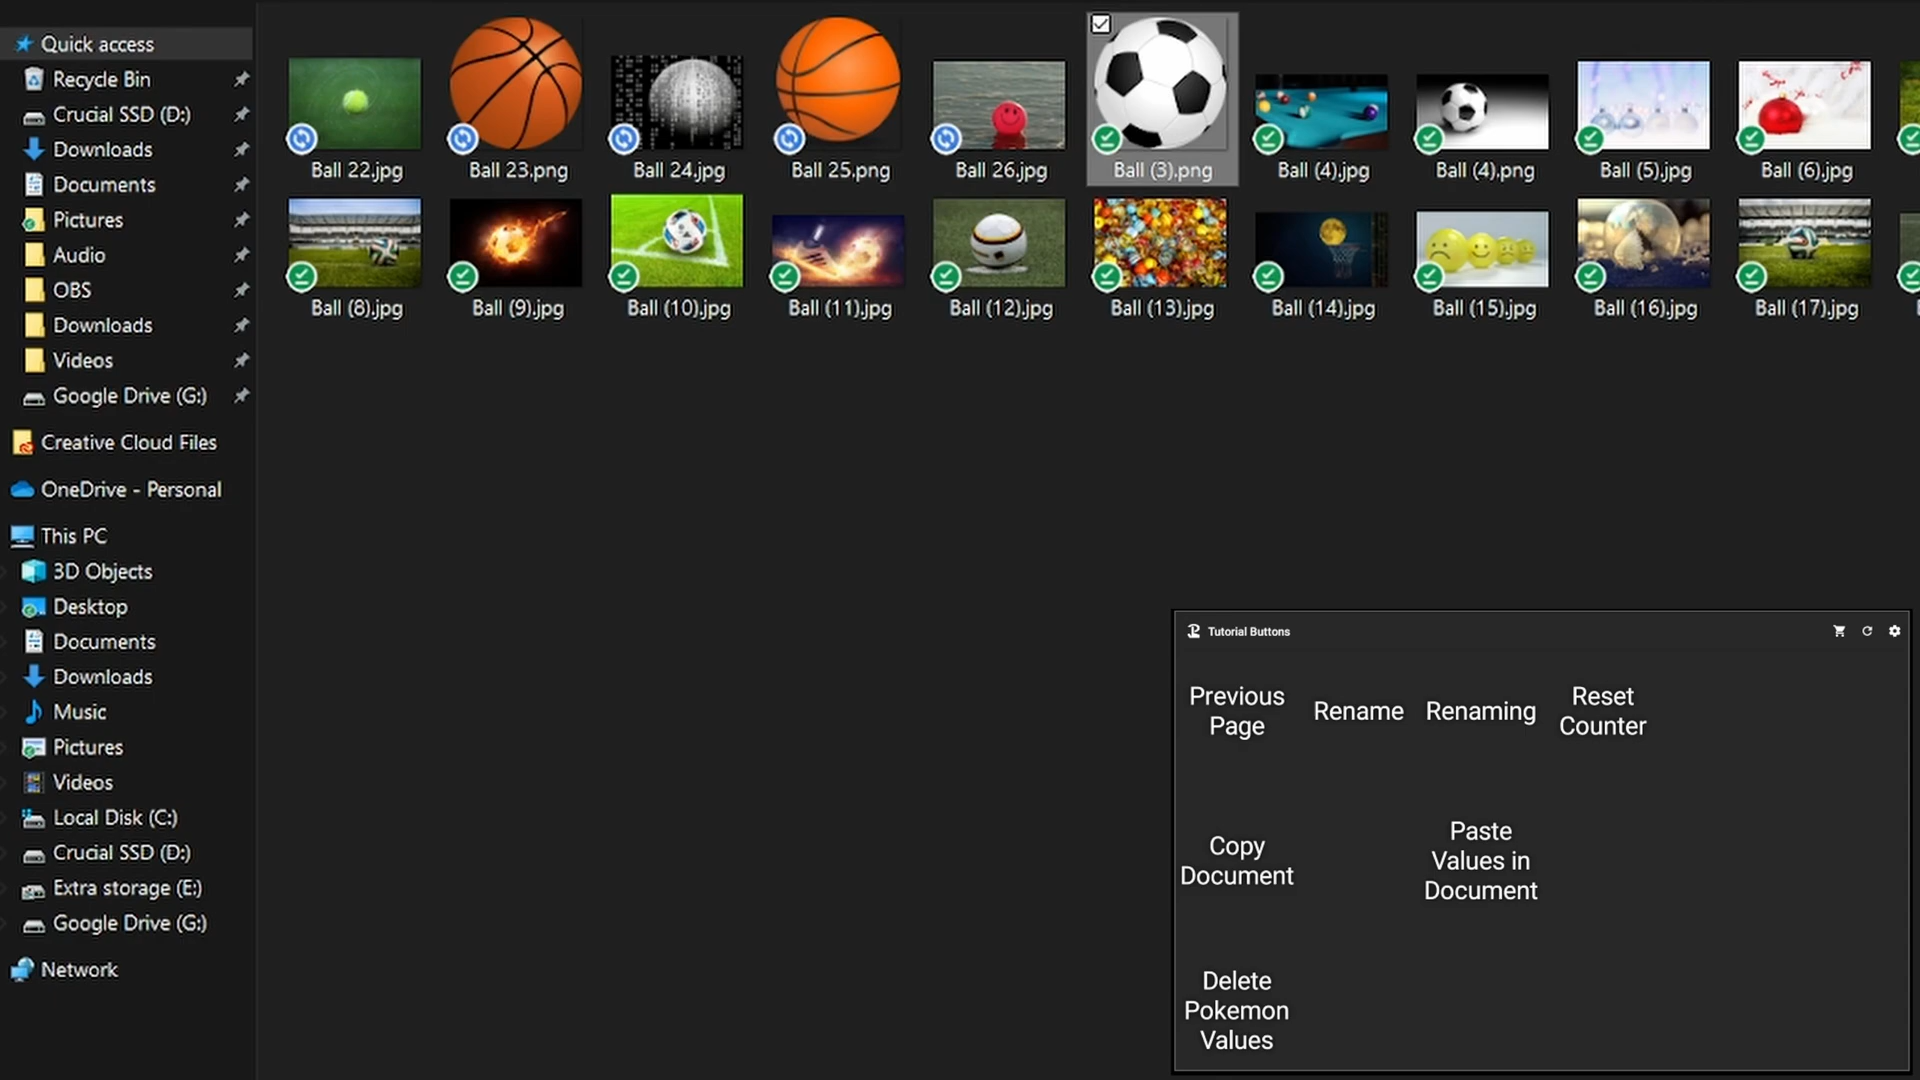 Quick access
Recycle Bin
Crucial SSD (D:)
Downloads
Documents
Pictures
Audio
OBS
Downloads
Videos
Google Drive (G:)
Creative Cloud Files
OneDrive - Personal
This PC
3D Objects
Desktop
Documents
Downloads
Music
Pictures
Videos
Local Disk (C:)
Crucial SSD (D:)
Extra storage (E:)
Google Drive (G:)
Network
Ball 22.jpg
Ball 23.png
Ball 24.jpg
Ball 25.png
Ball 26.jpg
Ball (3).png
Ball (4).jpg
Ball (4).png
Ball (5).jpg
Ball (6).jpg
Ball (8).jpg
Ball (9).jpg
Ball (10).jpg
Ball (11).jpg
Ball (12).jpg
Ball (13).jpg
Ball (14).jpg
Ball (15).jpg
Ball (16).jpg
Ball (17).jpg
Tutorial Buttons
Previous
Page
Rename
Renaming
Reset
Counter
Copy
Document
Paste
Values in
Document
Delete
Pokemon
Values